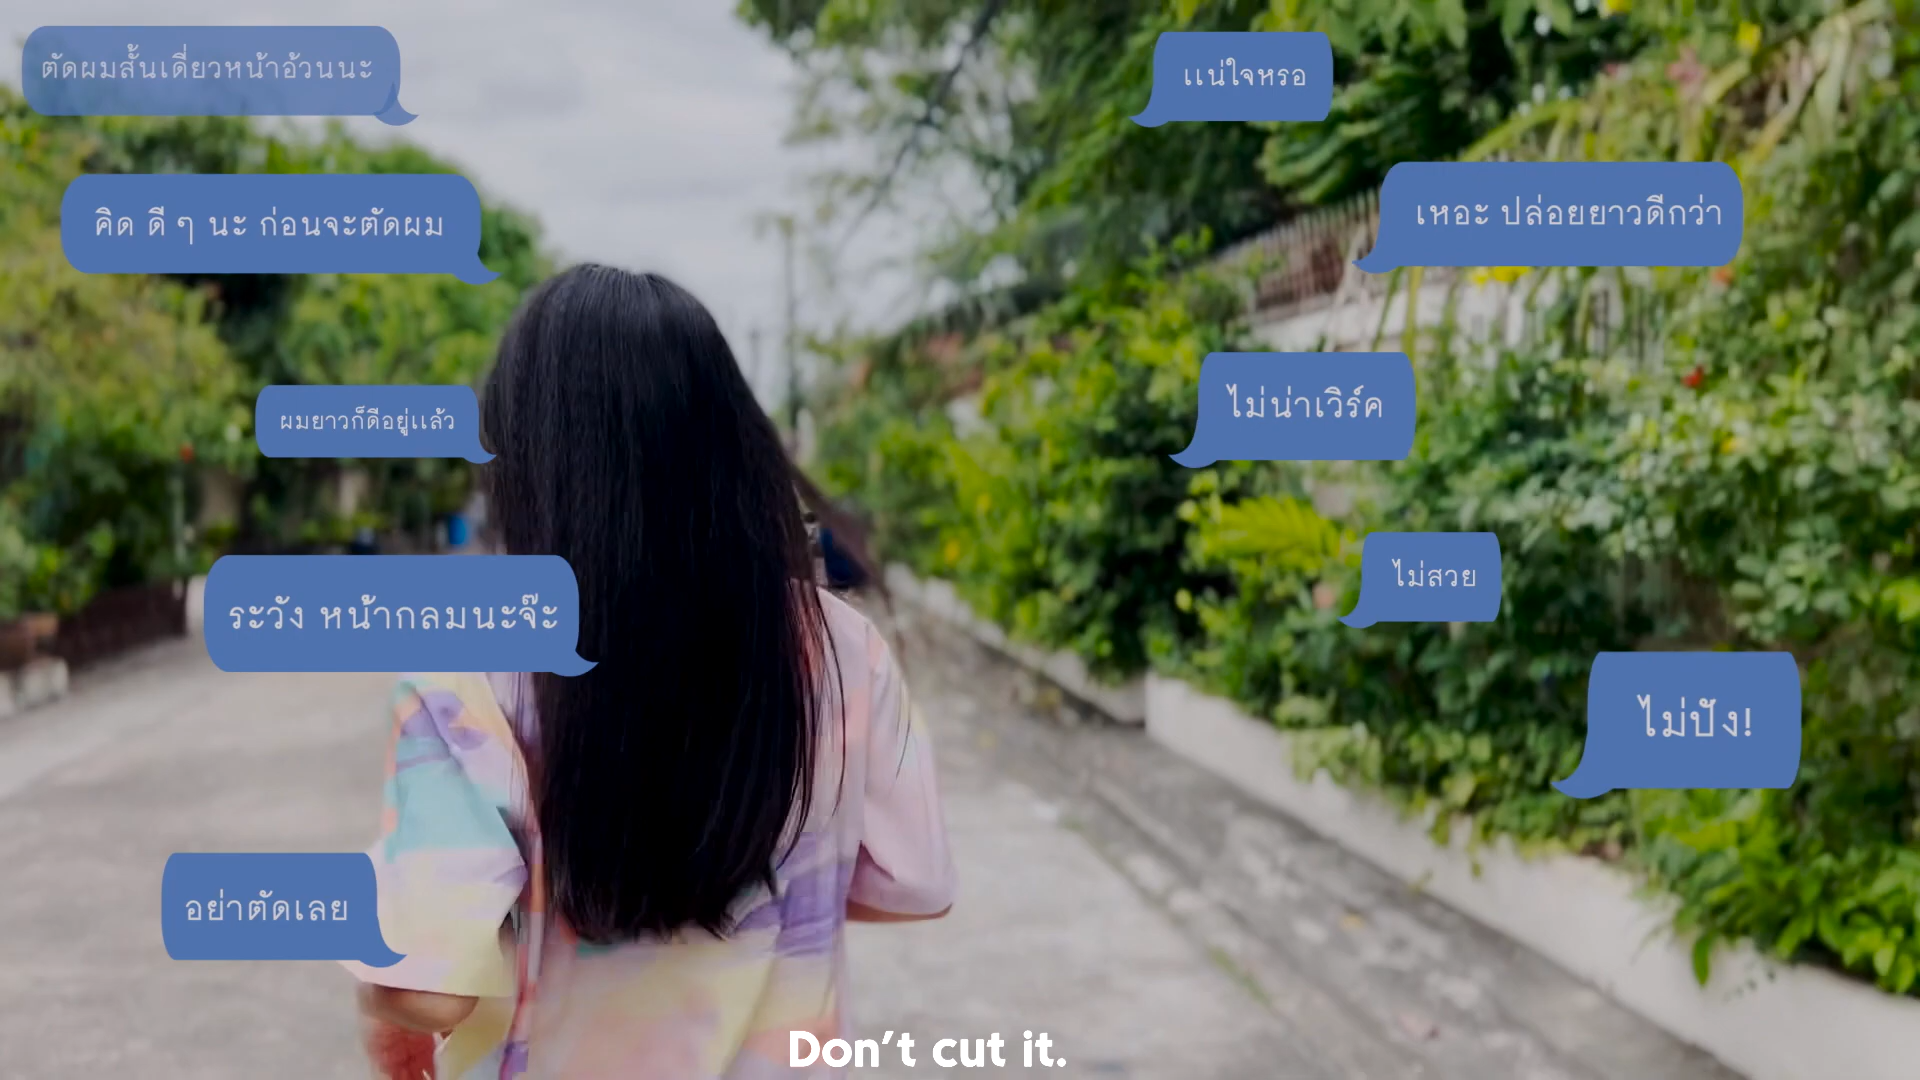 ตัดผมสั้นเดี่ยวหน้าอ้วนนะ
คิด ดี ๆ นะ ก่อนจะตัดผม
ผมยาวก็ดีอยู่แล้ว
ระวัง หน้ากลมนะจ๊ะ
อย่าตัดเลย
แน่ใจหรอ
เหอะ ปล่อยยาวดีกว่า
ไม่น่าเวิร์ค
ไม่สวย
ไม่ปัง!
Don't cut it.